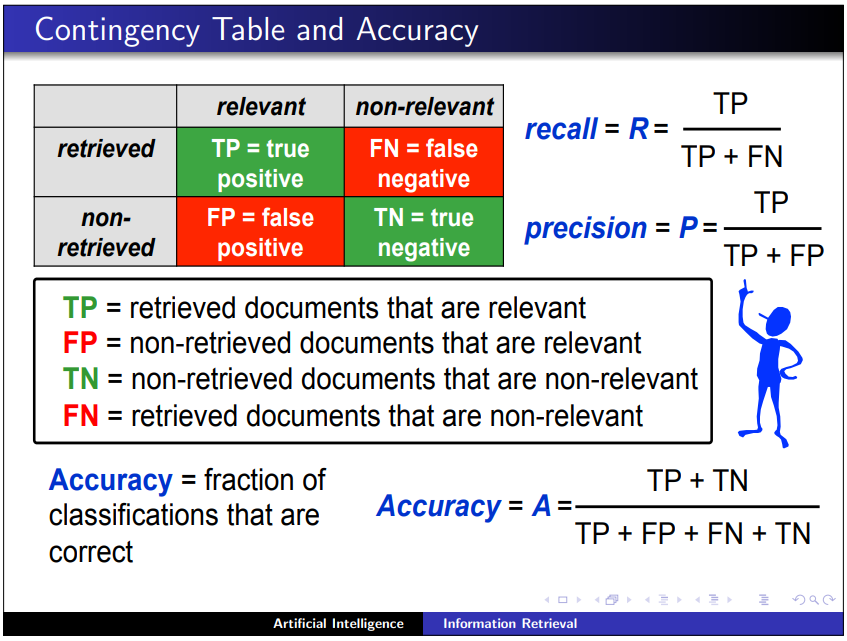 Contingency Table and Accuracy
relevant non-relevant
retrieved TP = true positive FN = false negative
non-retrieved FP = false positive TN = true negative
recall = R = TP / TP + FN
precision = P = TP / TP + FP
TP = retrieved documents that are relevant
FP = non-retrieved documents that are relevant
TN = non-retrieved documents that are non-relevant
FN = retrieved documents that are non-relevant
Accuracy = fraction of
classifications that are
correct
Accuracy = A = TP + TN / TP + FP + FN + TN
Artificial Intelligence Information Retrieval